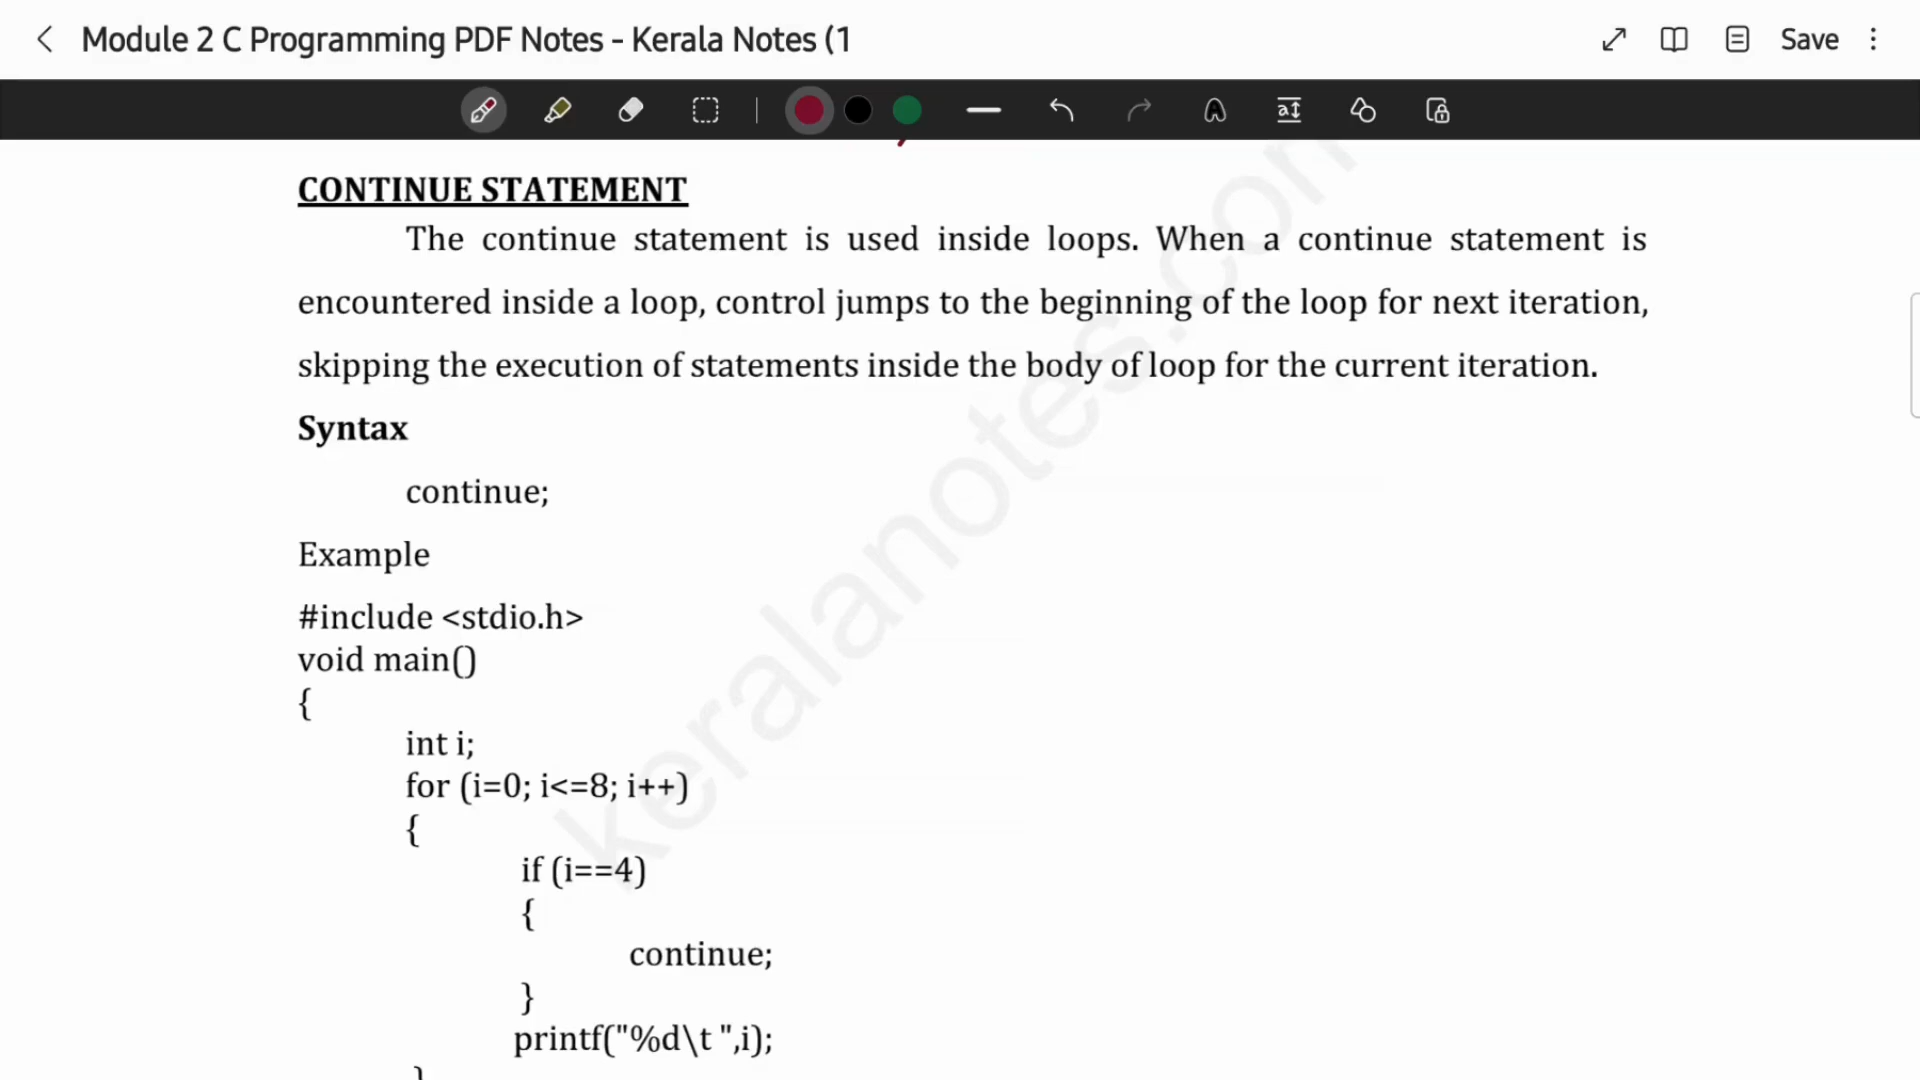 Module 2 C Programming PDF Notes - Kerala Notes (1
Save
CONTINUE STATEMENT
The continue statement is used inside loops. When a continue statement is
encountered inside a loop, control jumps to the beginning of the loop for next iteration,
skipping the execution of statements inside the body of loop for the current iteration.
Syntax
continue;
Example
#include <stdio.h>
void main()
{
int i;
for (i=0; i<=8; i++)
{
if (i==4)
{
continue;
}
printf("%d\t ",i);
}
keralanotes.com